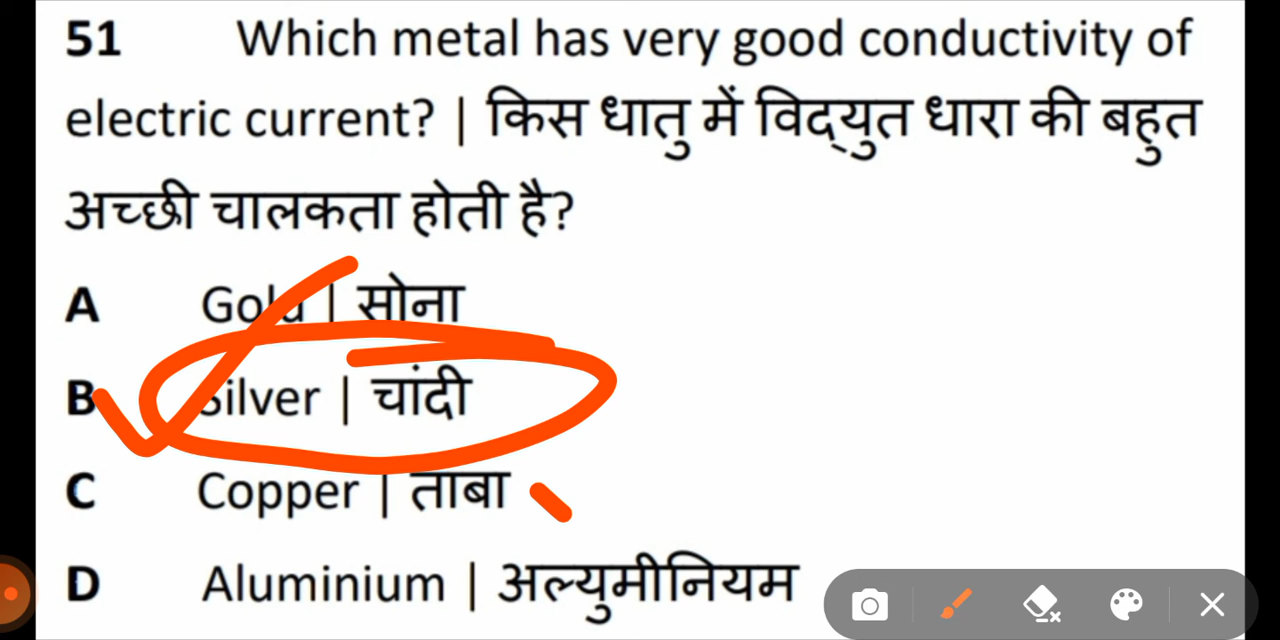 51 Which metal has very good conductivity of
electric current? | किस धातु में विद्युत धारा की बहुत
अच्छी चालकता होती है?
A Gold | सोना
B Silver | चांदी
C Copper | ताबा
D Aluminium | अल्युमीनियम